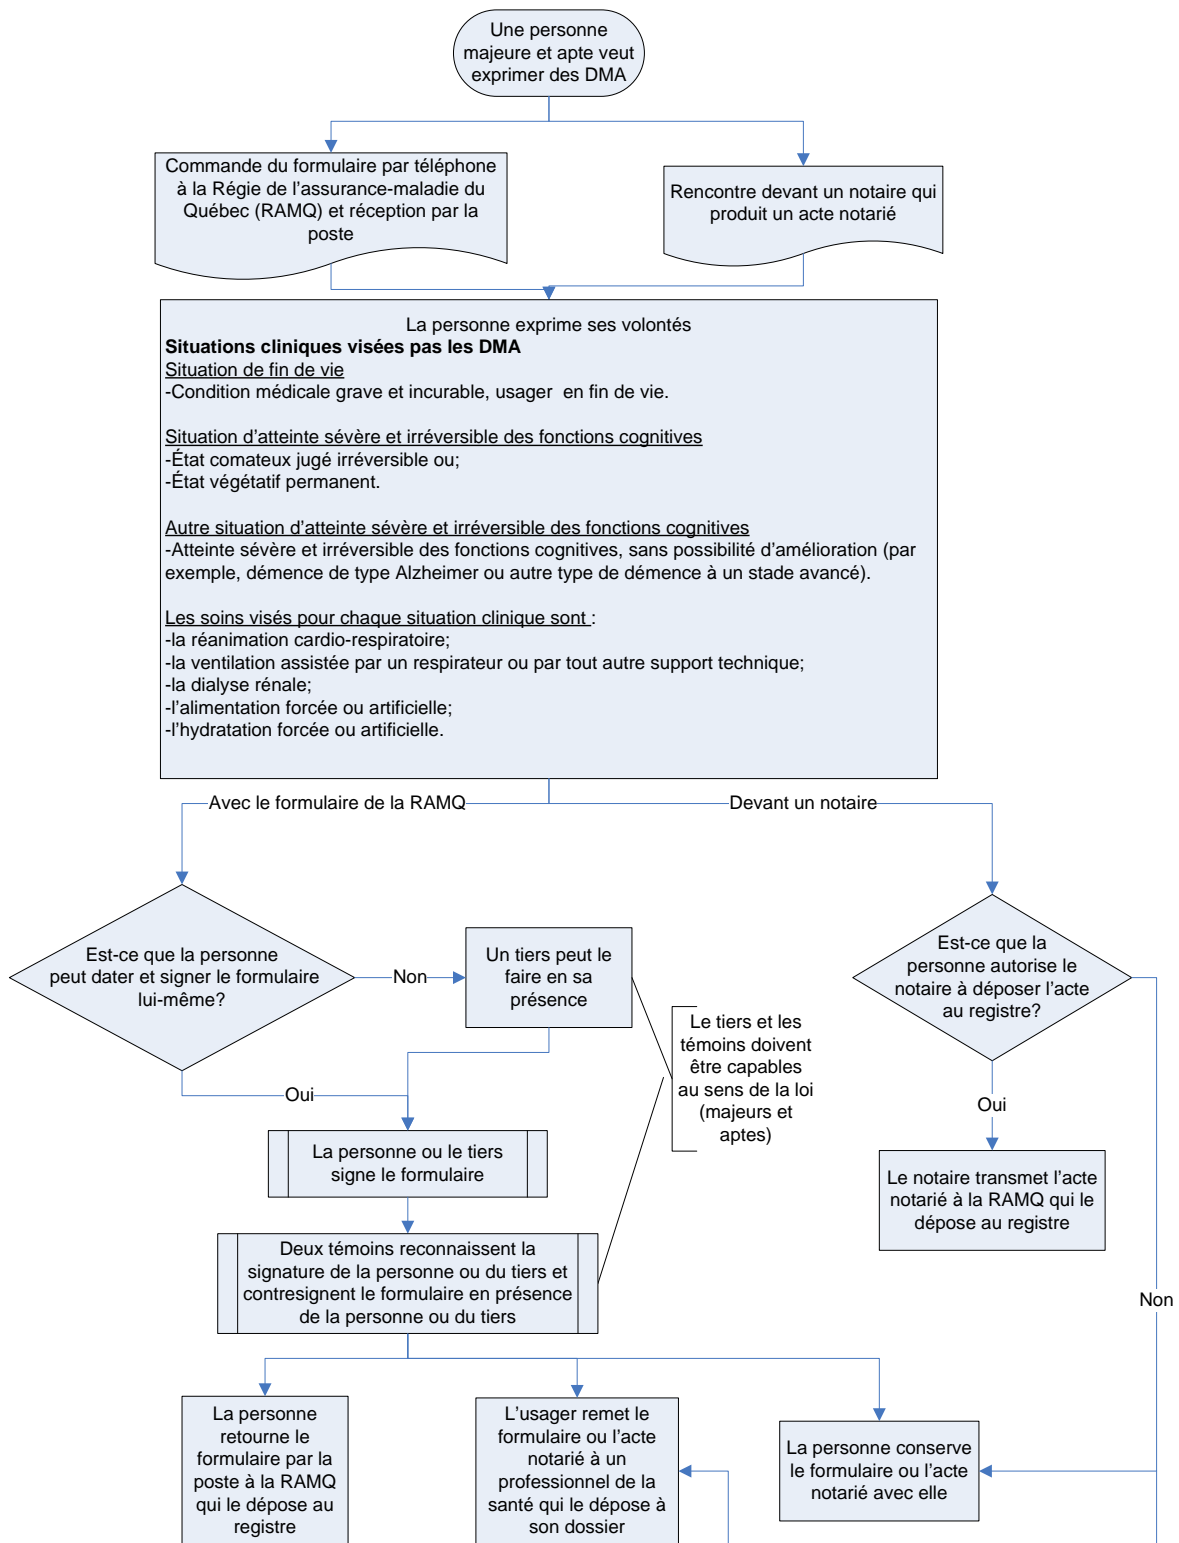 Une personne
majeure et apte veut
exprimer des DMA
Commande du formulaire par téléphone
à la Régie de l'assurance-maladie du
Québec (RAMQ) et réception par la
poste
Rencontre devant un notaire qui
produit un acte notarié
La personne exprime ses volontés
Situations cliniques visées pas les DMA
Situation de fin de vie
-Condition médicale grave et incurable, usager en fin de vie.
Situation d'atteinte sévère et irréversible des fonctions cognitives
-État comateux jugé irréversible ou;
-État végétatif permanent.
Autre situation d'atteinte sévère et irréversible des fonctions cognitives
-Atteinte sévère et irréversible des fonctions cognitives, sans possibilité d'amélioration (par
exemple, démence de type Alzheimer ou autre type de démence à un stade avancé).
Les soins visés pour chaque situation clinique sont :
-la réanimation cardio-respiratoire;
-la ventilation assistée par un respirateur ou par tout autre support technique;
-la dialyse rénale;
-l'alimentation forcée ou artificielle;
-l'hydratation forcée ou artificielle.
Avec le formulaire de la RAMQ
Devant un notaire
Est-ce que la personne
peut dater et signer le formulaire
lui-même?
Non
Un tiers peut le
faire en sa
présence
Est-ce que la
personne autorise le
notaire à déposer l'acte
au registre?
Le tiers et les
témoins doivent
être capables
au sens de la loi
(majeurs et
aptes)
Oui
Oui
La personne ou le tiers
signe le formulaire
Le notaire transmet l'acte
notarié à la RAMQ qui le
dépose au registre
Deux témoins reconnaissent la
signature de la personne ou du tiers et
contresignent le formulaire en présence
de la personne ou du tiers
Non
La personne
retourne le
formulaire par la
poste à la RAMQ
qui le dépose au
registre
L'usager remet le
formulaire ou l'acte
notarié à un
professionnel de la
santé qui le dépose à
son dossier
La personne conserve
le formulaire ou l'acte
notarié avec elle